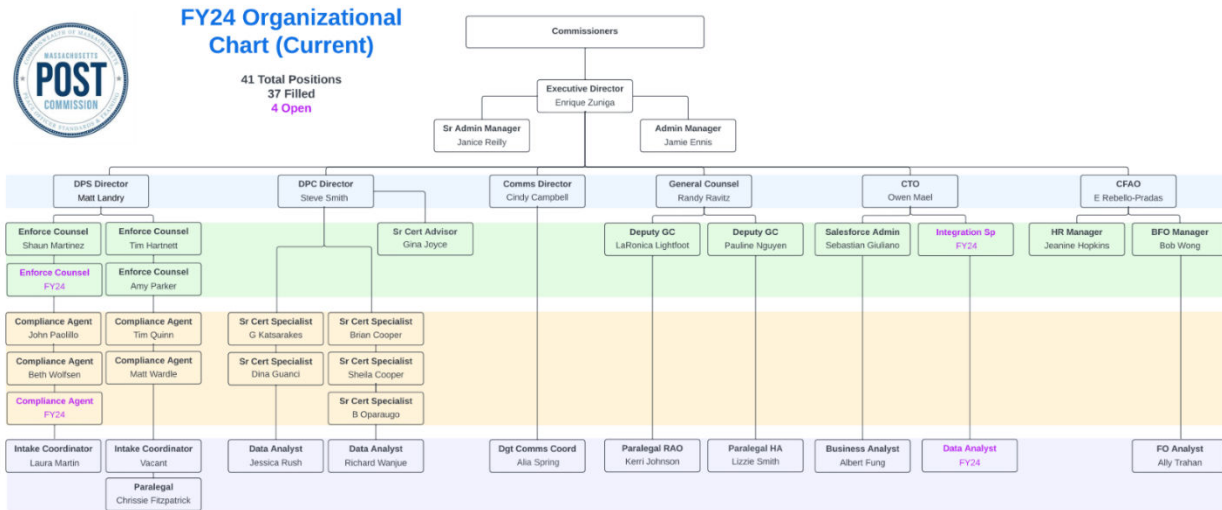 COMMONWEALTH OF MASSACHUSETTS
MASSACHUSETTS
POST
COMMISSION
PEACE OFFICER STANDARDS & TRAINING
FY24 Organizational
Chart (Current)
41 Total Positions
37 Filled
4 Open
Commissioners
Executive Director
Enrique Zuniga
Sr Admin Manager
Janice Reilly
Admin Manager
Jamie Ennis
DPS Director
Matt Landry
DPC Director
Steve Smith
Comms Director
Cindy Campbell
General Counsel
Randy Ravitz
CTO
Owen Mael
CFAO
E Rebello-Pradas
Enforce Counsel
Shaun Martinez
Enforce Counsel
Tim Hartnett
Sr Cert Advisor
Gina Joyce
Deputy GC
LaRonica Lightfoot
Deputy GC
Pauline Nguyen
Salesforce Admin
Sebastian Giuliano
Integration Sp
FY24
HR Manager
Jeanine Hopkins
BFO Manager
Bob Wong
Enforce Counsel
FY24
Enforce Counsel
Amy Parker
Compliance Agent
John Paolillo
Compliance Agent
Tim Quinn
Sr Cert Specialist
G Katsarakes
Sr Cert Specialist
Brian Cooper
Compliance Agent
Beth Wolfsen
Compliance Agent
Matt Wardle
Sr Cert Specialist
Dina Guanci
Sr Cert Specialist
Sheila Cooper
Compliance Agent
FY24
Sr Cert Specialist
B Oparaugo
Intake Coordinator
Laura Martin
Intake Coordinator
Vacant
Data Analyst
Jessica Rush
Data Analyst
Richard Wanjue
Dgt Comms Coord
Alia Spring
Paralegal RAO
Kerri Johnson
Paralegal HA
Lizzie Smith
Business Analyst
Albert Fung
Data Analyst
FY24
FO Analyst
Ally Trahan
Paralegal
Chrissie Fitzpatrick